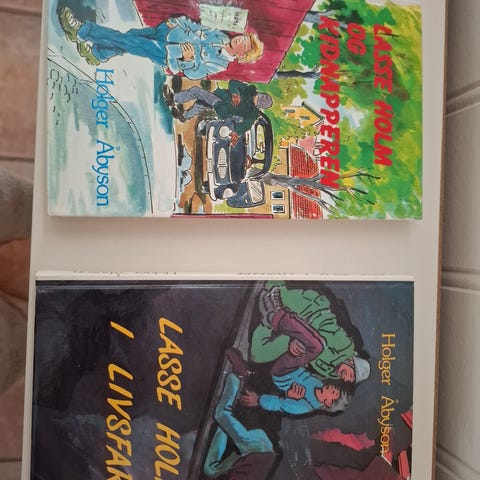 LASSE HOLM
OG
KIDNAPPEREN
Holger Åbyson
Holger Åbyson
LASSE HOL
I LIVSFAR